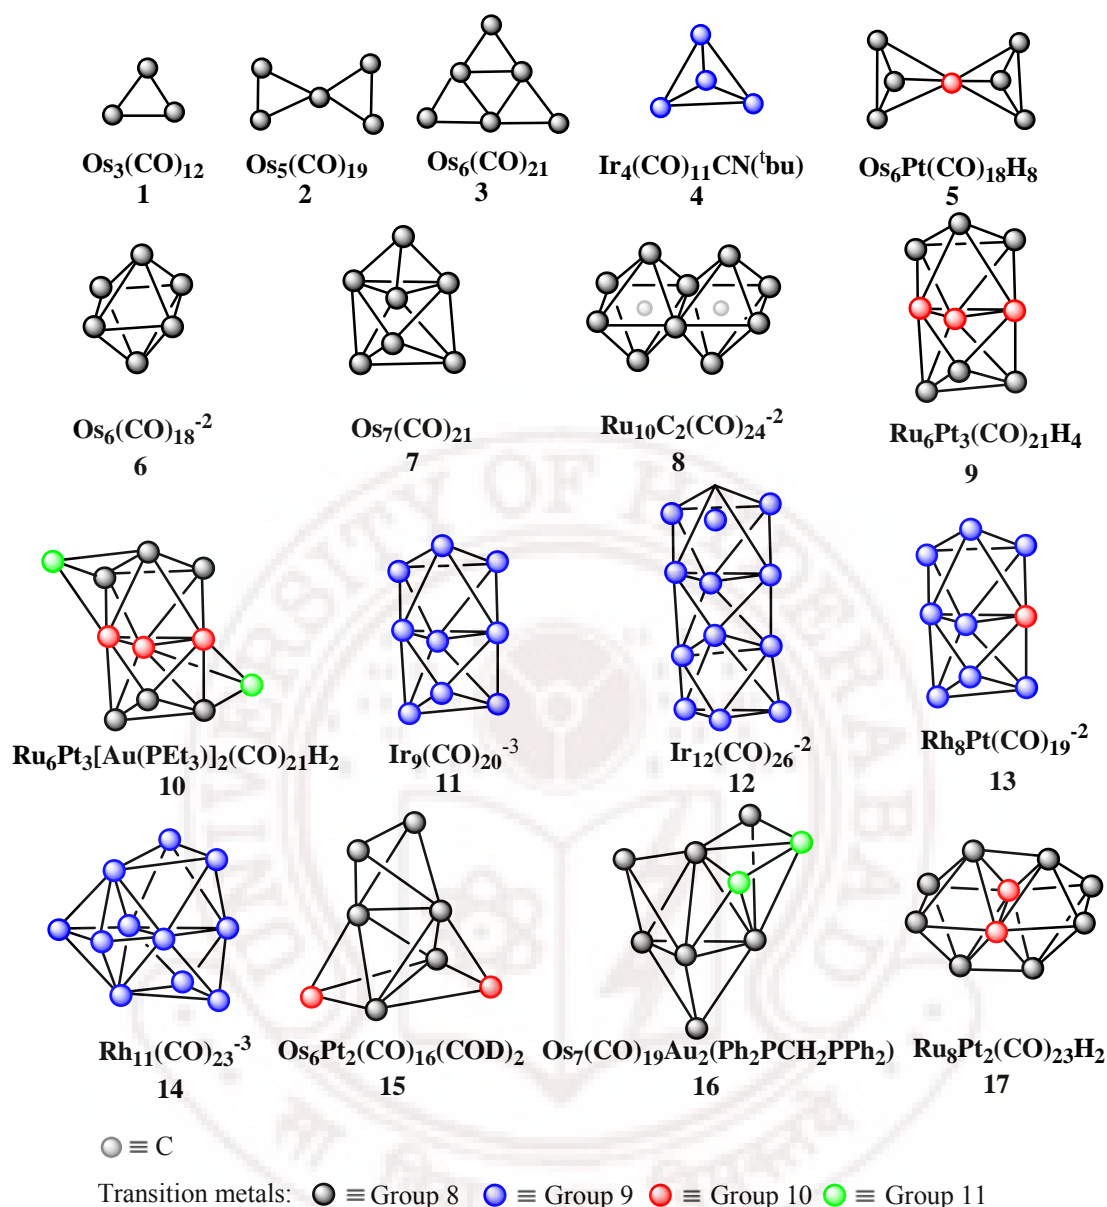 Os₃(CO)₁₂ Os₅(CO)₁₉ Os₆(CO)₂₁ Ir₄(CO)₁₁CN(ᵗbu) Os₆Pt(CO)₁₈H₈
1 2 3 4 5
Os₆(CO)₁₈⁻² Os₇(CO)₂₁ Ru₁₀C₂(CO)₂₄⁻² Ru₆Pt₃(CO)₂₁H₄
6 7 8 9
Ru₆Pt₃[Au(PEt₃)]₂(CO)₂₁H₂ Ir₉(CO)₂₀⁻³ Ir₁₂(CO)₂₆⁻² Rh₈Pt(CO)₁₉⁻²
10 11 12 13
Rh₁₁(CO)₂₃⁻³ Os₆Pt₂(CO)₁₆(COD)₂ Os₇(CO)₁₉Au₂(Ph₂PCH₂PPh₂) Ru₈Pt₂(CO)₂₃H₂
14 15 16 17
≡ C
Transition metals: ≡ Group 8 ≡ Group 9 ≡ Group 10 ≡ Group 11
UNIVERSITY OF HYDERABAD